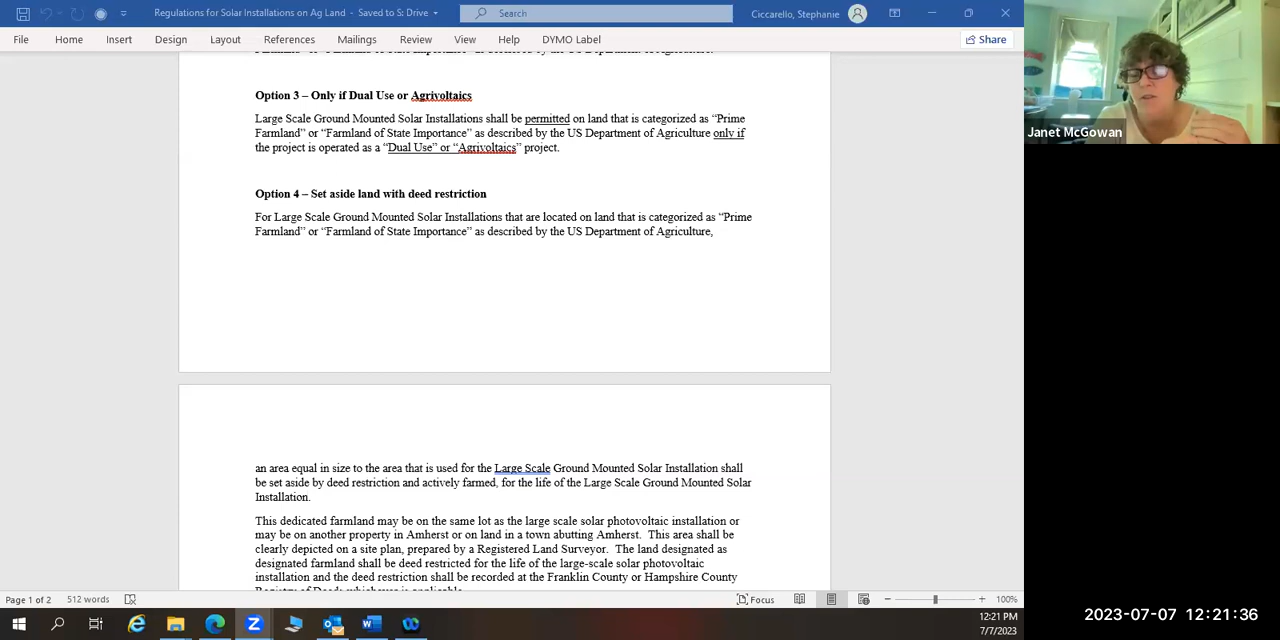 Regulations for Solar Installations on Ag Land - Saved to S: Drive
Search
Ciccarello, Stephanie
File Home Insert Design Layout References Mailings Review View Help DYMO Label Share
Option 3 – Only if Dual Use or Agrivoltaics
Large Scale Ground Mounted Solar Installations shall be permitted on land that is categorized as “Prime
Farmland” or “Farmland of State Importance” as described by the US Department of Agriculture only if
the project is operated as a “Dual Use” or “Agrivoltaics” project.
Option 4 – Set aside land with deed restriction
For Large Scale Ground Mounted Solar Installations that are located on land that is categorized as “Prime
Farmland” or “Farmland of State Importance” as described by the US Department of Agriculture,
an area equal in size to the area that is used for the Large Scale Ground Mounted Solar Installation shall
be set aside by deed restriction and actively farmed, for the life of the Large Scale Ground Mounted Solar
Installation.
This dedicated farmland may be on the same lot as the large scale solar photovoltaic installation or
may be on another property in Amherst or on land in a town abutting Amherst. This area shall be
clearly depicted on a site plan, prepared by a Registered Land Surveyor. The land designated as
designated farmland shall be deed restricted for the life of the large-scale solar photovoltaic
installation and the deed restriction shall be recorded at the Franklin County or Hampshire County
Page 1 of 2 512 words Focus 100%
12:21 PM
7/7/2023
Janet McGowan
2023-07-07 12:21:36